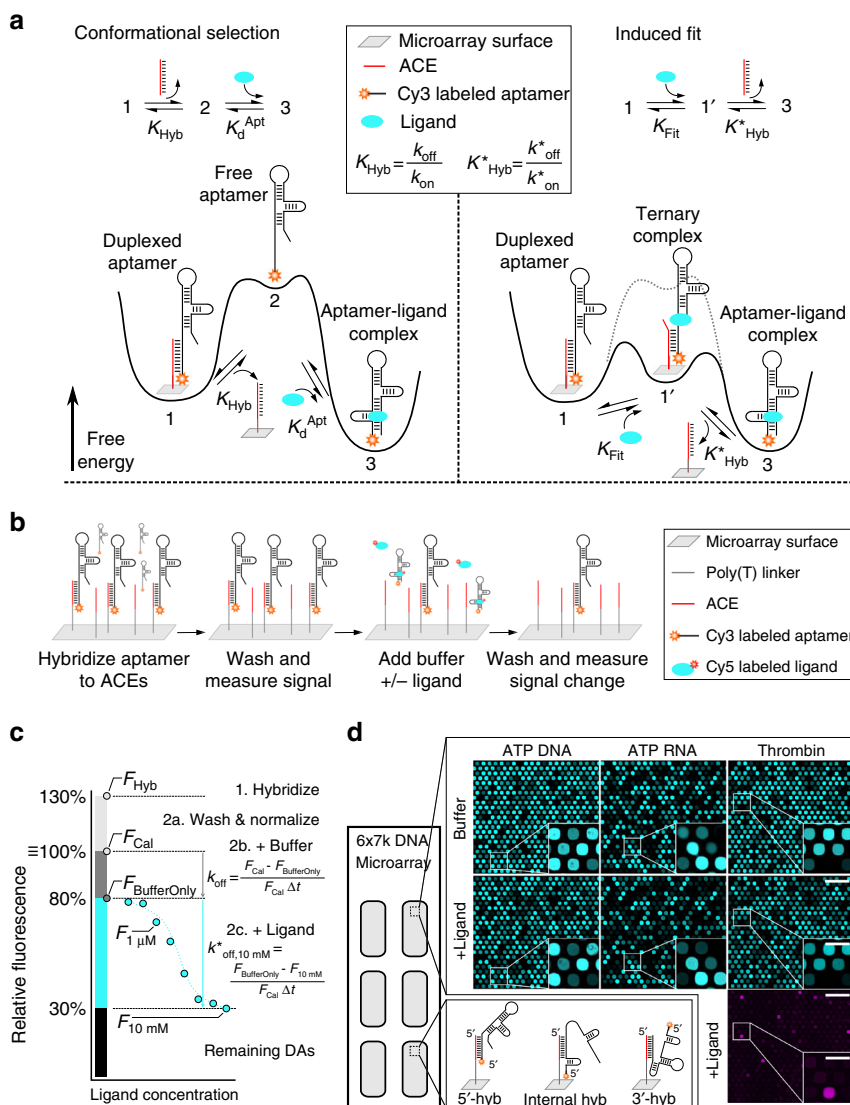 a
Conformational selection
Induced fit
Microarray surface
ACE
Cy3 labeled aptamer
Ligand
K_Hyb = k_off / k_on
K*_Hyb = k*_off / k*_on
1 2 3
K_Hyb K_d^Apt
1 1′ 3
K_Fit K*_Hyb
Free
aptamer
Duplexed
aptamer
2
Aptamer-ligand
complex
1
K_Hyb
K_d^Apt
3
Free
energy
Duplexed
aptamer
Ternary
complex
Aptamer-ligand
complex
1
1′
K_Fit
K*_Hyb
3
b
Hybridize aptamer
to ACEs
Wash and
measure signal
Add buffer
+/– ligand
Wash and measure
signal change
Microarray surface
Poly(T) linker
ACE
Cy3 labeled aptamer
Cy5 labeled ligand
c
Relative fluorescence
130%
≡
100%
80%
30%
F_Hyb
F_Cal
F_BufferOnly
F_1 μM
F_10 mM
1. Hybridize
2a. Wash & normalize
2b. + Buffer
k_off = (F_Cal - F_BufferOnly) / (F_Cal Δt)
2c. + Ligand
k*_off,10 mM =
(F_BufferOnly - F_10 mM) / (F_Cal Δt)
Remaining DAs
Ligand concentration
d
6x7k DNA
Microarray
ATP DNA
ATP RNA
Thrombin
Buffer
+Ligand
+Ligand
5′
5′
5′
5′
5′-hyb
Internal hyb
3′-hyb